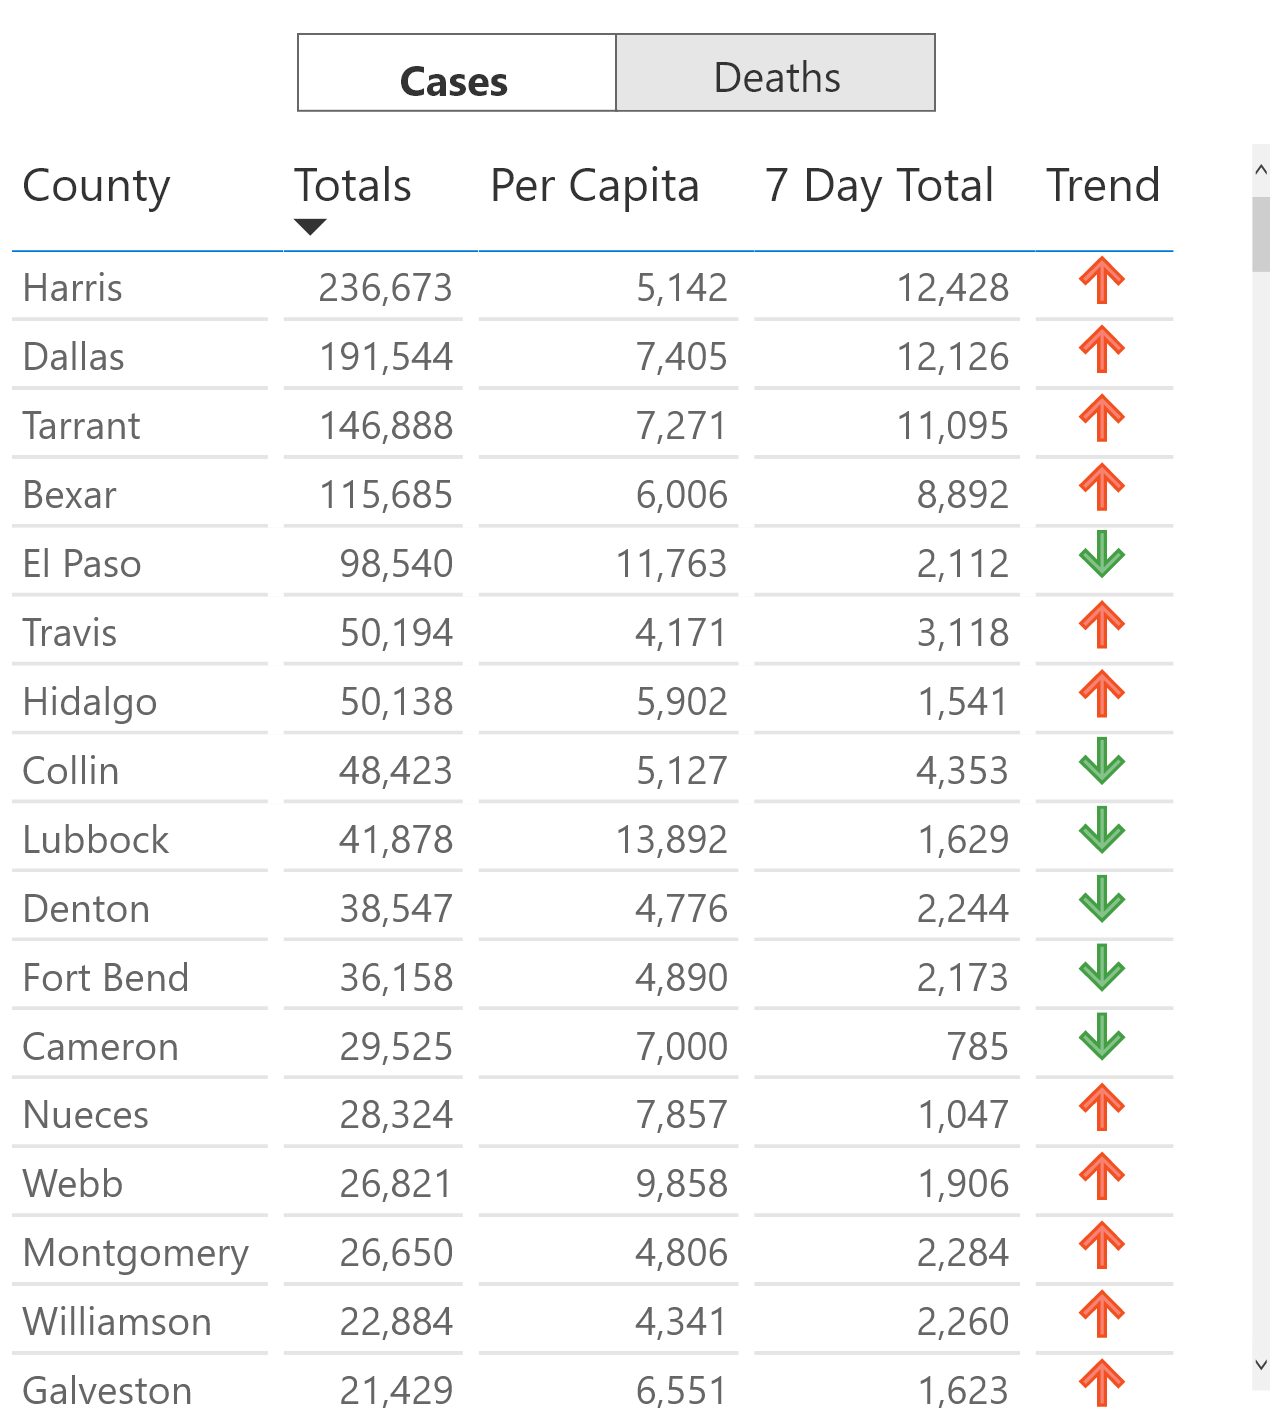 Cases Deaths
County Totals Per Capita 7 Day Total Trend
Harris 236,673 5,142 12,428
Dallas 191,544 7,405 12,126
Tarrant 146,888 7,271 11,095
Bexar 115,685 6,006 8,892
El Paso 98,540 11,763 2,112
Travis 50,194 4,171 3,118
Hidalgo 50,138 5,902 1,541
Collin 48,423 5,127 4,353
Lubbock 41,878 13,892 1,629
Denton 38,547 4,776 2,244
Fort Bend 36,158 4,890 2,173
Cameron 29,525 7,000 785
Nueces 28,324 7,857 1,047
Webb 26,821 9,858 1,906
Montgomery 26,650 4,806 2,284
Williamson 22,884 4,341 2,260
Galveston 21,429 6,551 1,623